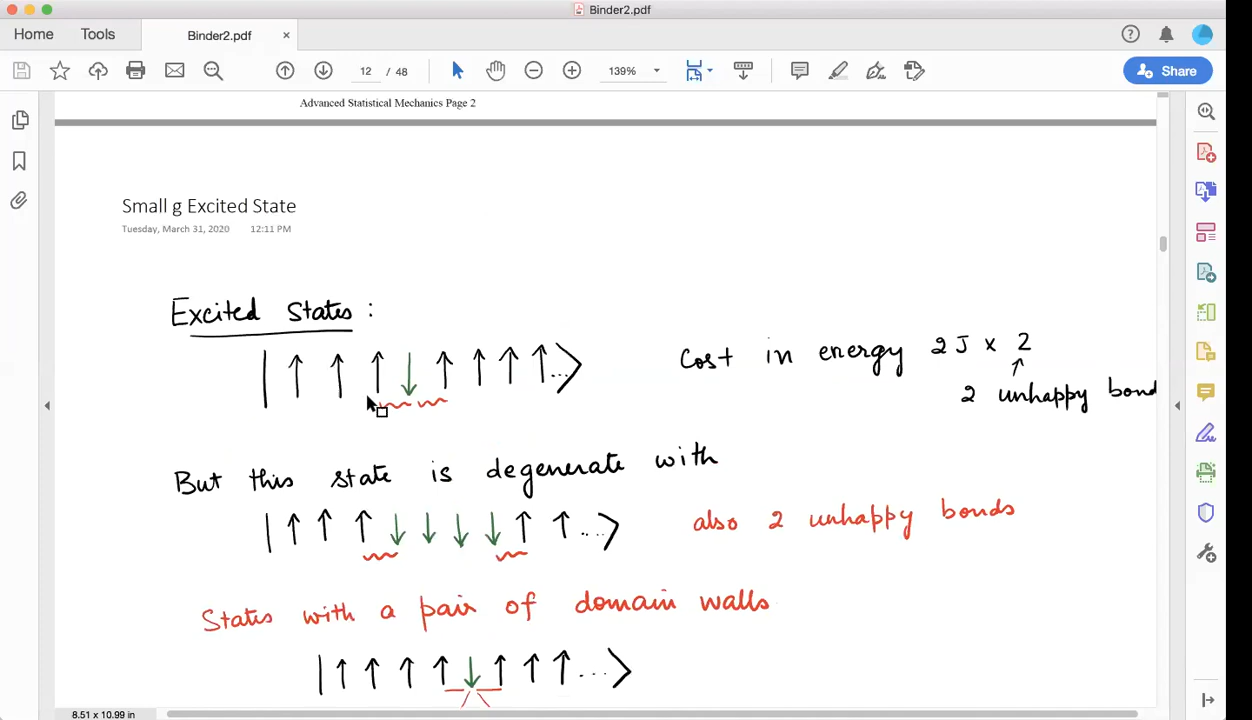 Binder2.pdf
Home Tools Binder2.pdf ×
12 / 48 139% Share
Advanced Statistical Mechanics Page 2
Small g Excited State
Tuesday, March 31, 2020 12:11 PM
Excited States :
| ↑ ↑ ↑ ↓ ↑ ↑ ↑ ↑ ... >
Cost in energy 2J × 2
↑
2 unhappy bond
But this state is degenerate with
| ↑ ↑ ↑ ↓ ↓ ↓ ↓ ↑ ↑ .... >
also 2 unhappy bonds
States with a pair of domain walls
| ↑ ↑ ↑ ↑ ↓ ↑ ↑ ↑ .... >
8.51 x 10.99 in